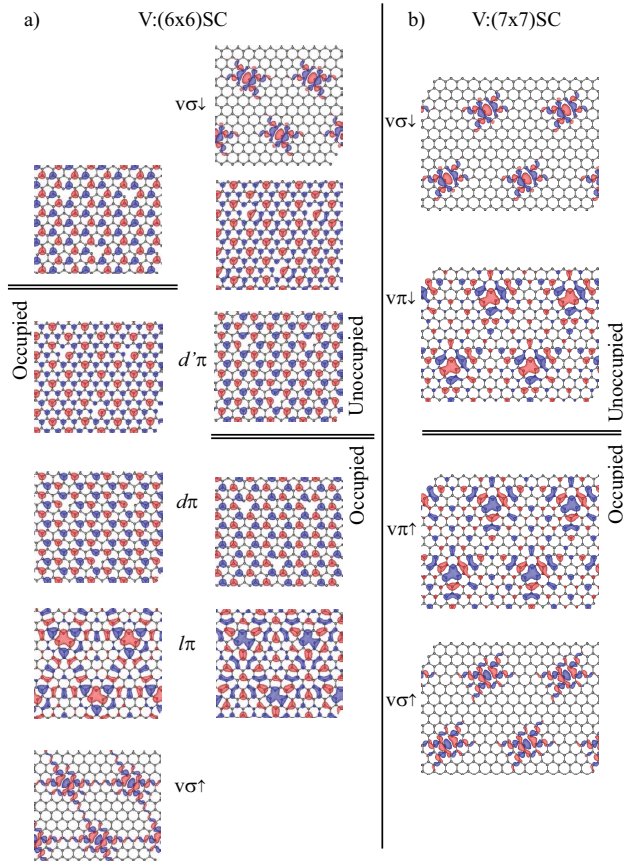 a) V:(6x6)SC
b) V:(7x7)SC
vσ↓
Occupied
d'π
Unoccupied
dπ
Occupied
lπ
vσ↑
vσ↓
vπ↓
Unoccupied
Occupied
vπ↑
vσ↑